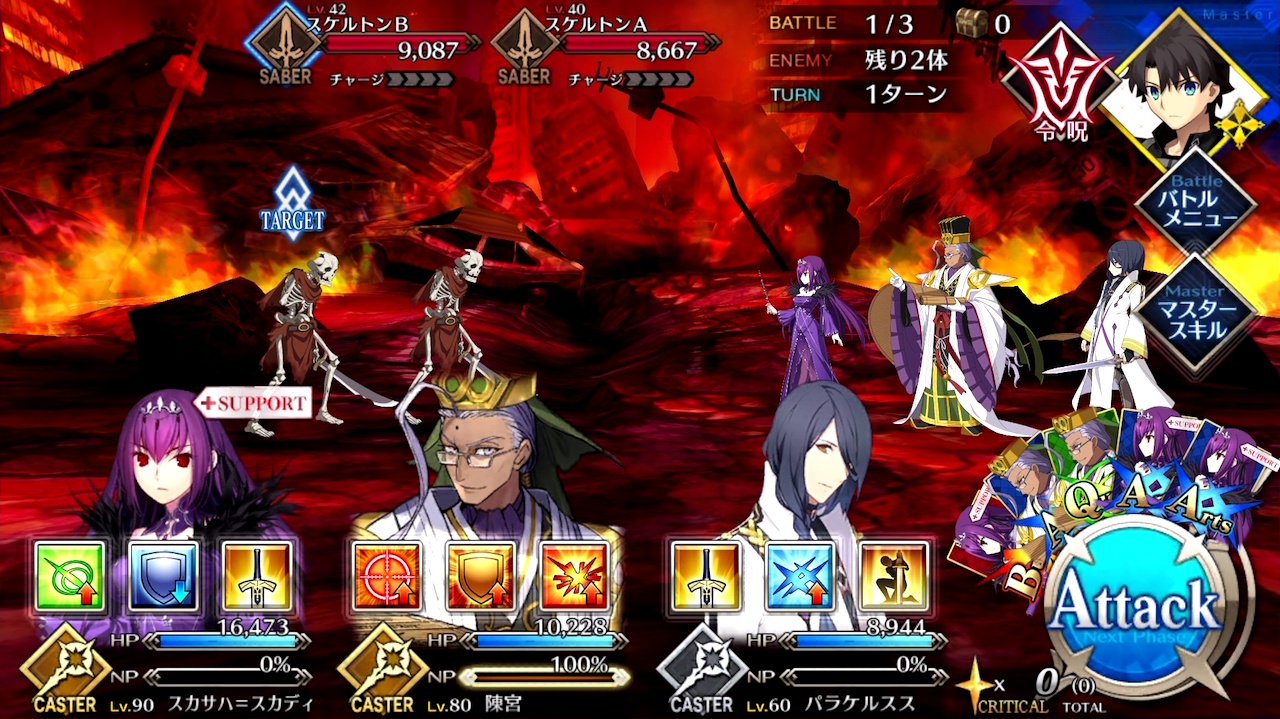 Lv.42
スケルトンB
9,087
SABER
チャージ
Lv.40
スケルトンA
8,667
SABER
チャージ
BATTLE 1/3
0
ENEMY 残り2体
TURN 1ターン
令呪
Master
Battle
バトル
メニュー
Master
マスター
スキル
TARGET
+SUPPORT
HP 16,473
NP 0%
CASTER Lv.90 スカサハ=スカディ
HP 10,228
NP 100%
CASTER Lv.80 陳宮
HP 8,944
NP 0%
CASTER Lv.60 パラケルスス
+SUPPORT
+SUPPORT
+SUPPORT
Q
A
Arts
Attack
Next Phase
x 0 (0)
CRITICAL TOTAL